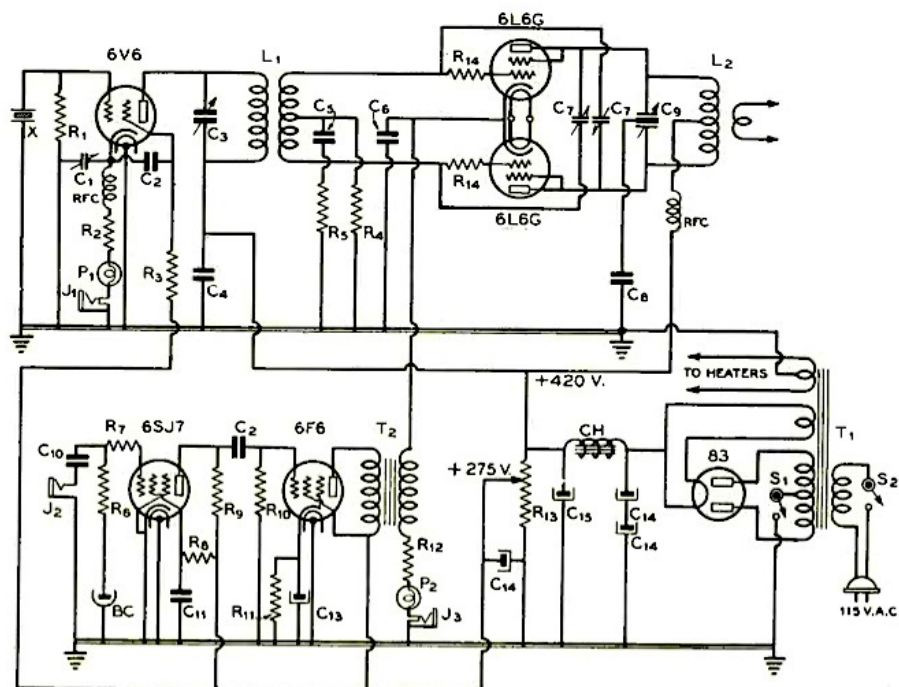 6V6
L1
6L6G
L2
X
R1
C3
C5
C6
R14
C7
C7
C9
C1
C2
RFC
R14
6L6G
R2
R5
R4
RFC
P1
R3
J1
C4
C8
TO HEATERS
+420 V.
R7
6SJ7
C2
6F6
T2
CH
83
T1
C10
+275 V.
S1
S2
J2
R6
R9
R10
R13
C15
C14
R8
R12
C14
BC
C11
R11
C13
P2
J3
C14
115 V. A.C.